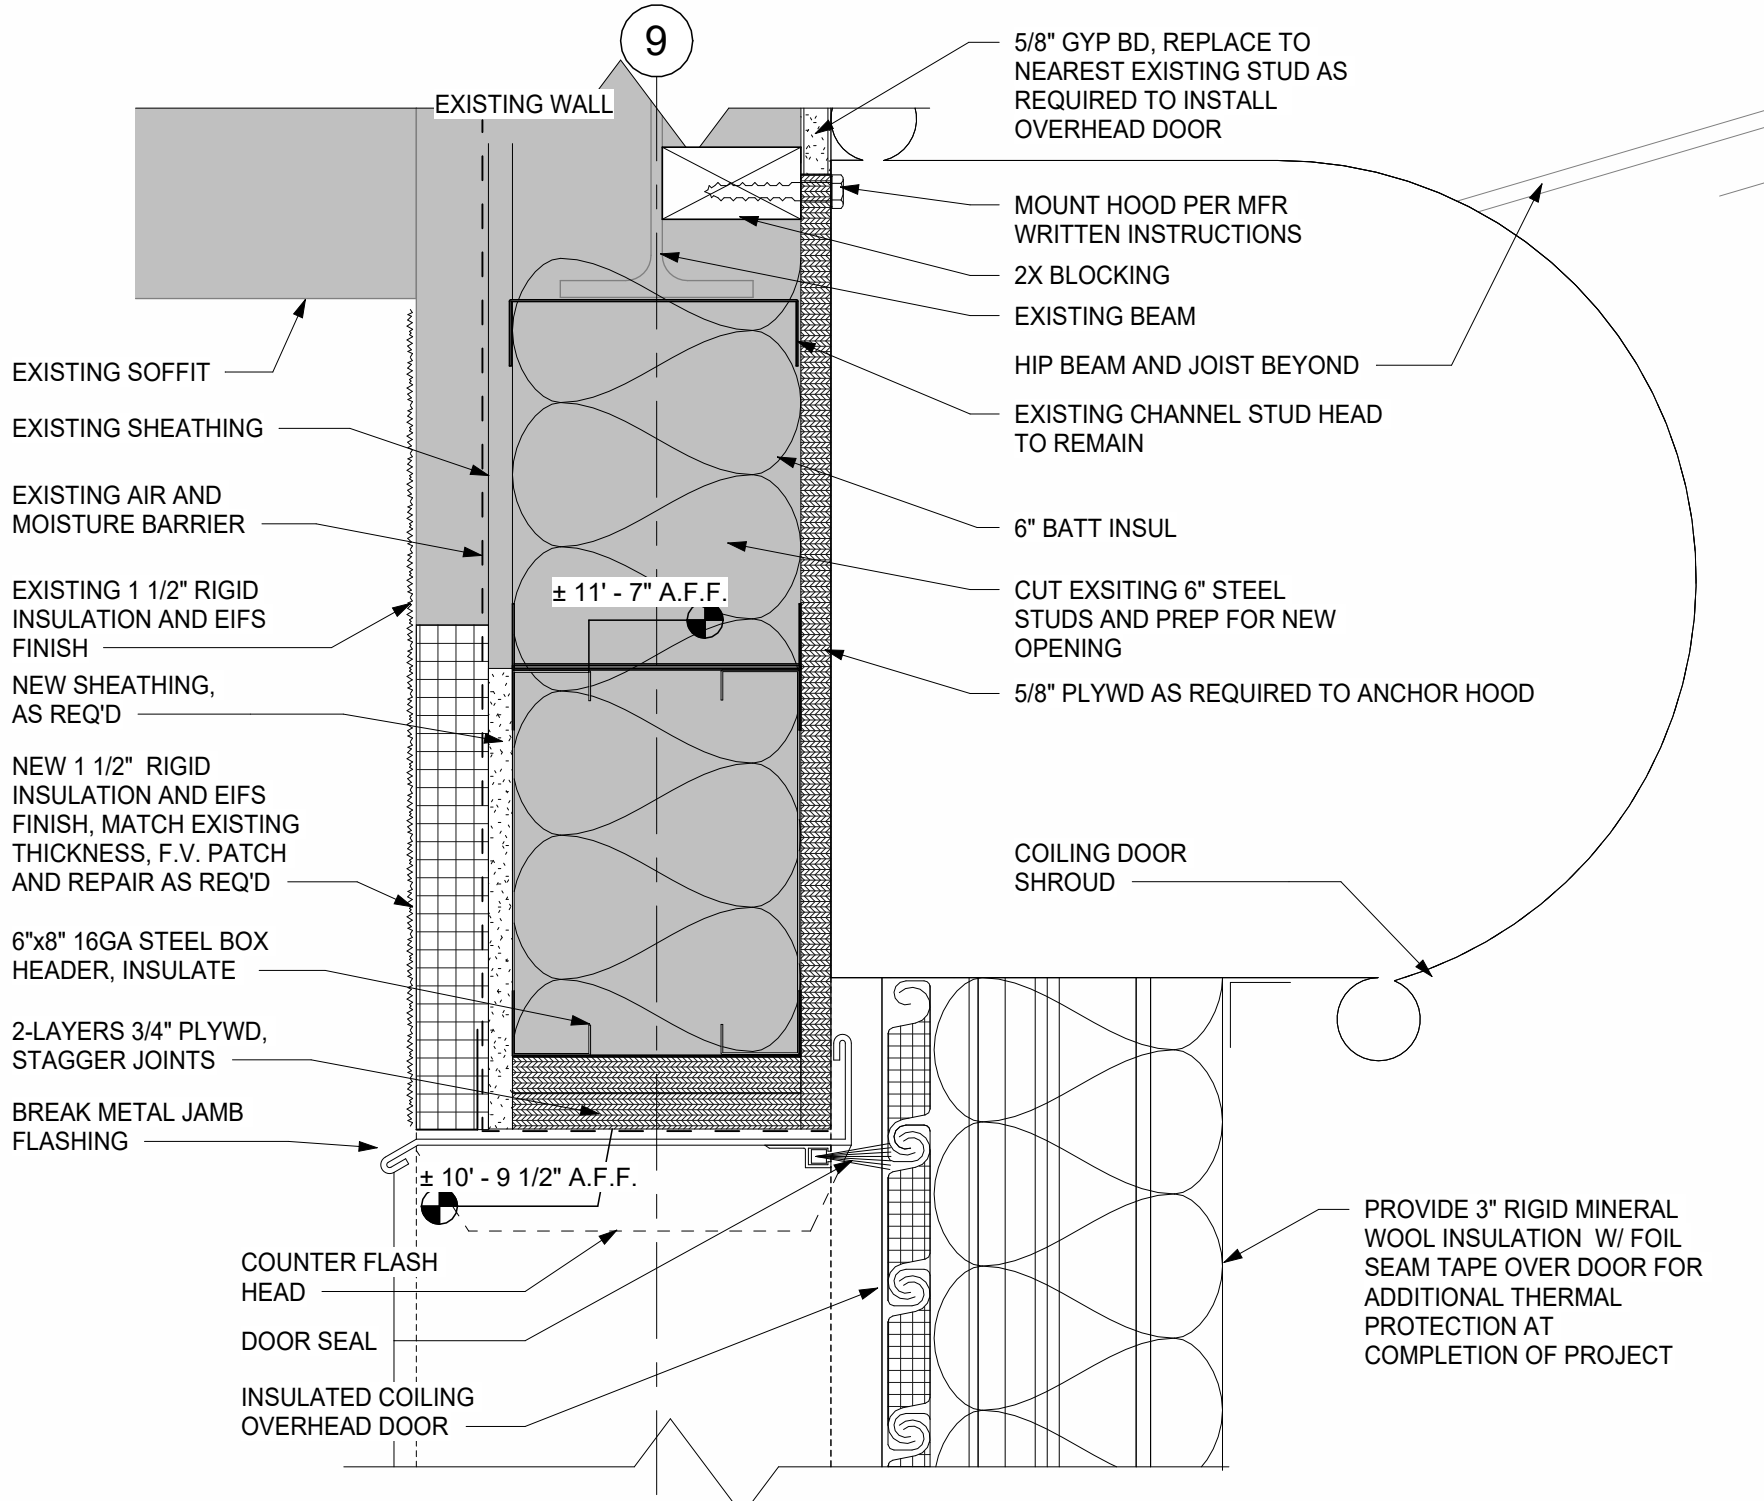 9
EXISTING WALL
5/8" GYP BD, REPLACE TO
NEAREST EXISTING STUD AS
REQUIRED TO INSTALL
OVERHEAD DOOR
MOUNT HOOD PER MFR
WRITTEN INSTRUCTIONS
2X BLOCKING
EXISTING BEAM
HIP BEAM AND JOIST BEYOND
EXISTING CHANNEL STUD HEAD
TO REMAIN
6" BATT INSUL
CUT EXSITING 6" STEEL
STUDS AND PREP FOR NEW
OPENING
5/8" PLYWD AS REQUIRED TO ANCHOR HOOD
COILING DOOR
SHROUD
PROVIDE 3" RIGID MINERAL
WOOL INSULATION W/ FOIL
SEAM TAPE OVER DOOR FOR
ADDITIONAL THERMAL
PROTECTION AT
COMPLETION OF PROJECT
EXISTING SOFFIT
EXISTING SHEATHING
EXISTING AIR AND
MOISTURE BARRIER
EXISTING 1 1/2" RIGID
INSULATION AND EIFS
FINISH
NEW SHEATHING,
AS REQ'D
NEW 1 1/2" RIGID
INSULATION AND EIFS
FINISH, MATCH EXISTING
THICKNESS, F.V. PATCH
AND REPAIR AS REQ'D
6"x8" 16GA STEEL BOX
HEADER, INSULATE
2-LAYERS 3/4" PLYWD,
STAGGER JOINTS
BREAK METAL JAMB
FLASHING
± 11' - 7" A.F.F.
± 10' - 9 1/2" A.F.F.
COUNTER FLASH
HEAD
DOOR SEAL
INSULATED COILING
OVERHEAD DOOR